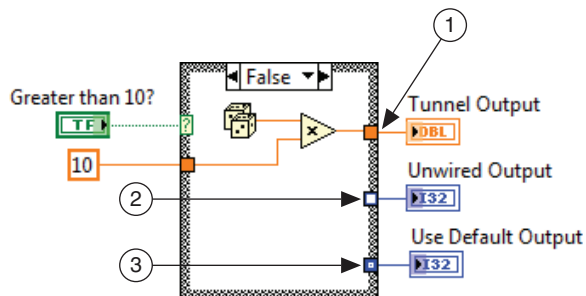 1
False
Greater than 10?
TF
?
10
×
Tunnel Output
DBL
2
Unwired Output
I32
3
Use Default Output
I32